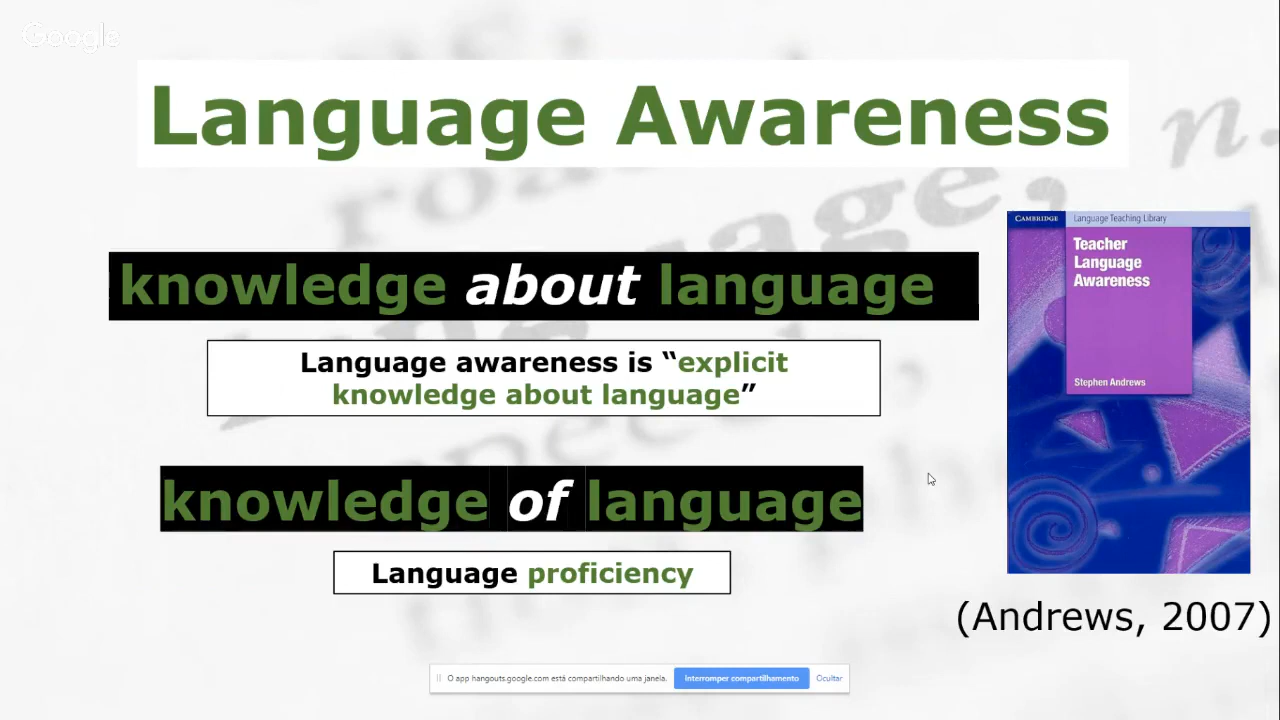 Google
Language Awareness
knowledge about language
Language awareness is “explicit
knowledge about language”
knowledge of language
Language proficiency
CAMBRIDGE Language Teaching Library
Teacher
Language
Awareness
Stephen Andrews
(Andrews, 2007)
O app hangouts.google.com está compartilhando uma janela. Interromper compartilhamento Ocultar